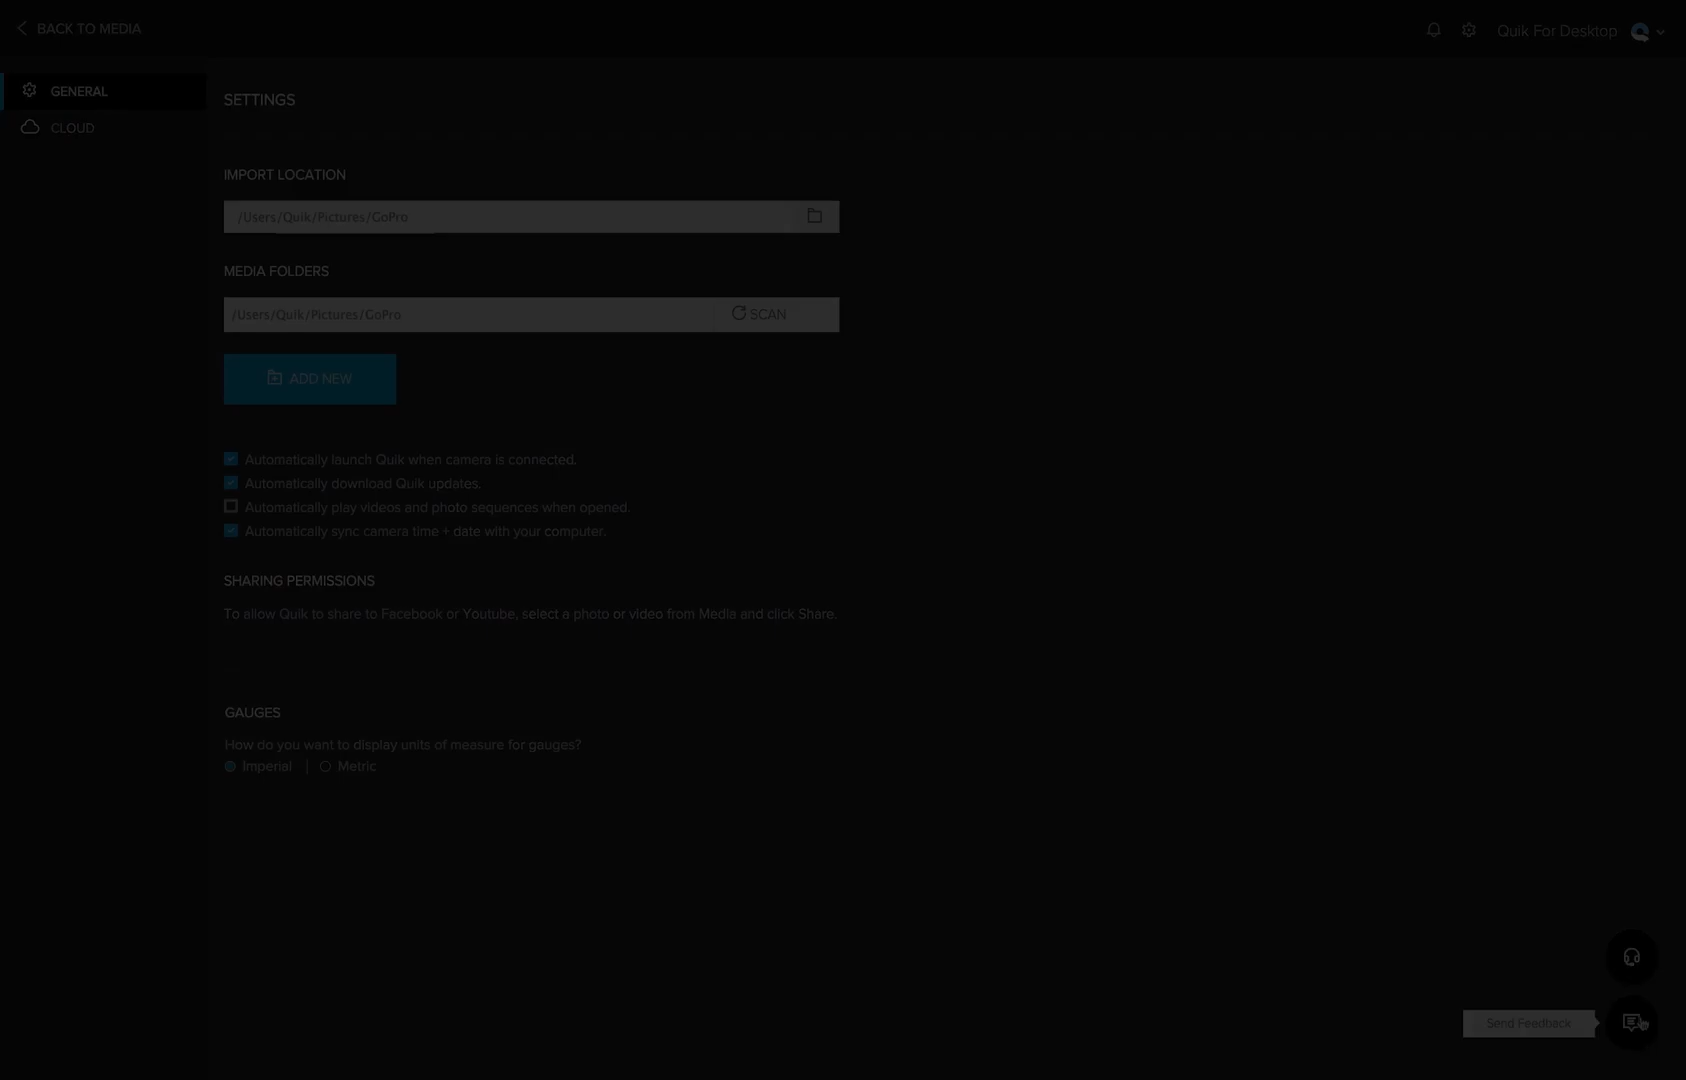 BACK TO MEDIA
Quik For Desktop
GENERAL
CLOUD
SETTINGS
IMPORT LOCATION
/Users/Quik/Pictures/GoPro
MEDIA FOLDERS
/Users/Quik/Pictures/GoPro
SCAN
ADD NEW
Automatically launch Quik when camera is connected.
Automatically download Quik updates.
Automatically play videos and photo sequences when opened.
Automatically sync camera time + date with your computer.
SHARING PERMISSIONS
To allow Quik to share to Facebook or Youtube, select a photo or video from Media and click Share.
GAUGES
How do you want to display units of measure for gauges?
Imperial | Metric
Send Feedback